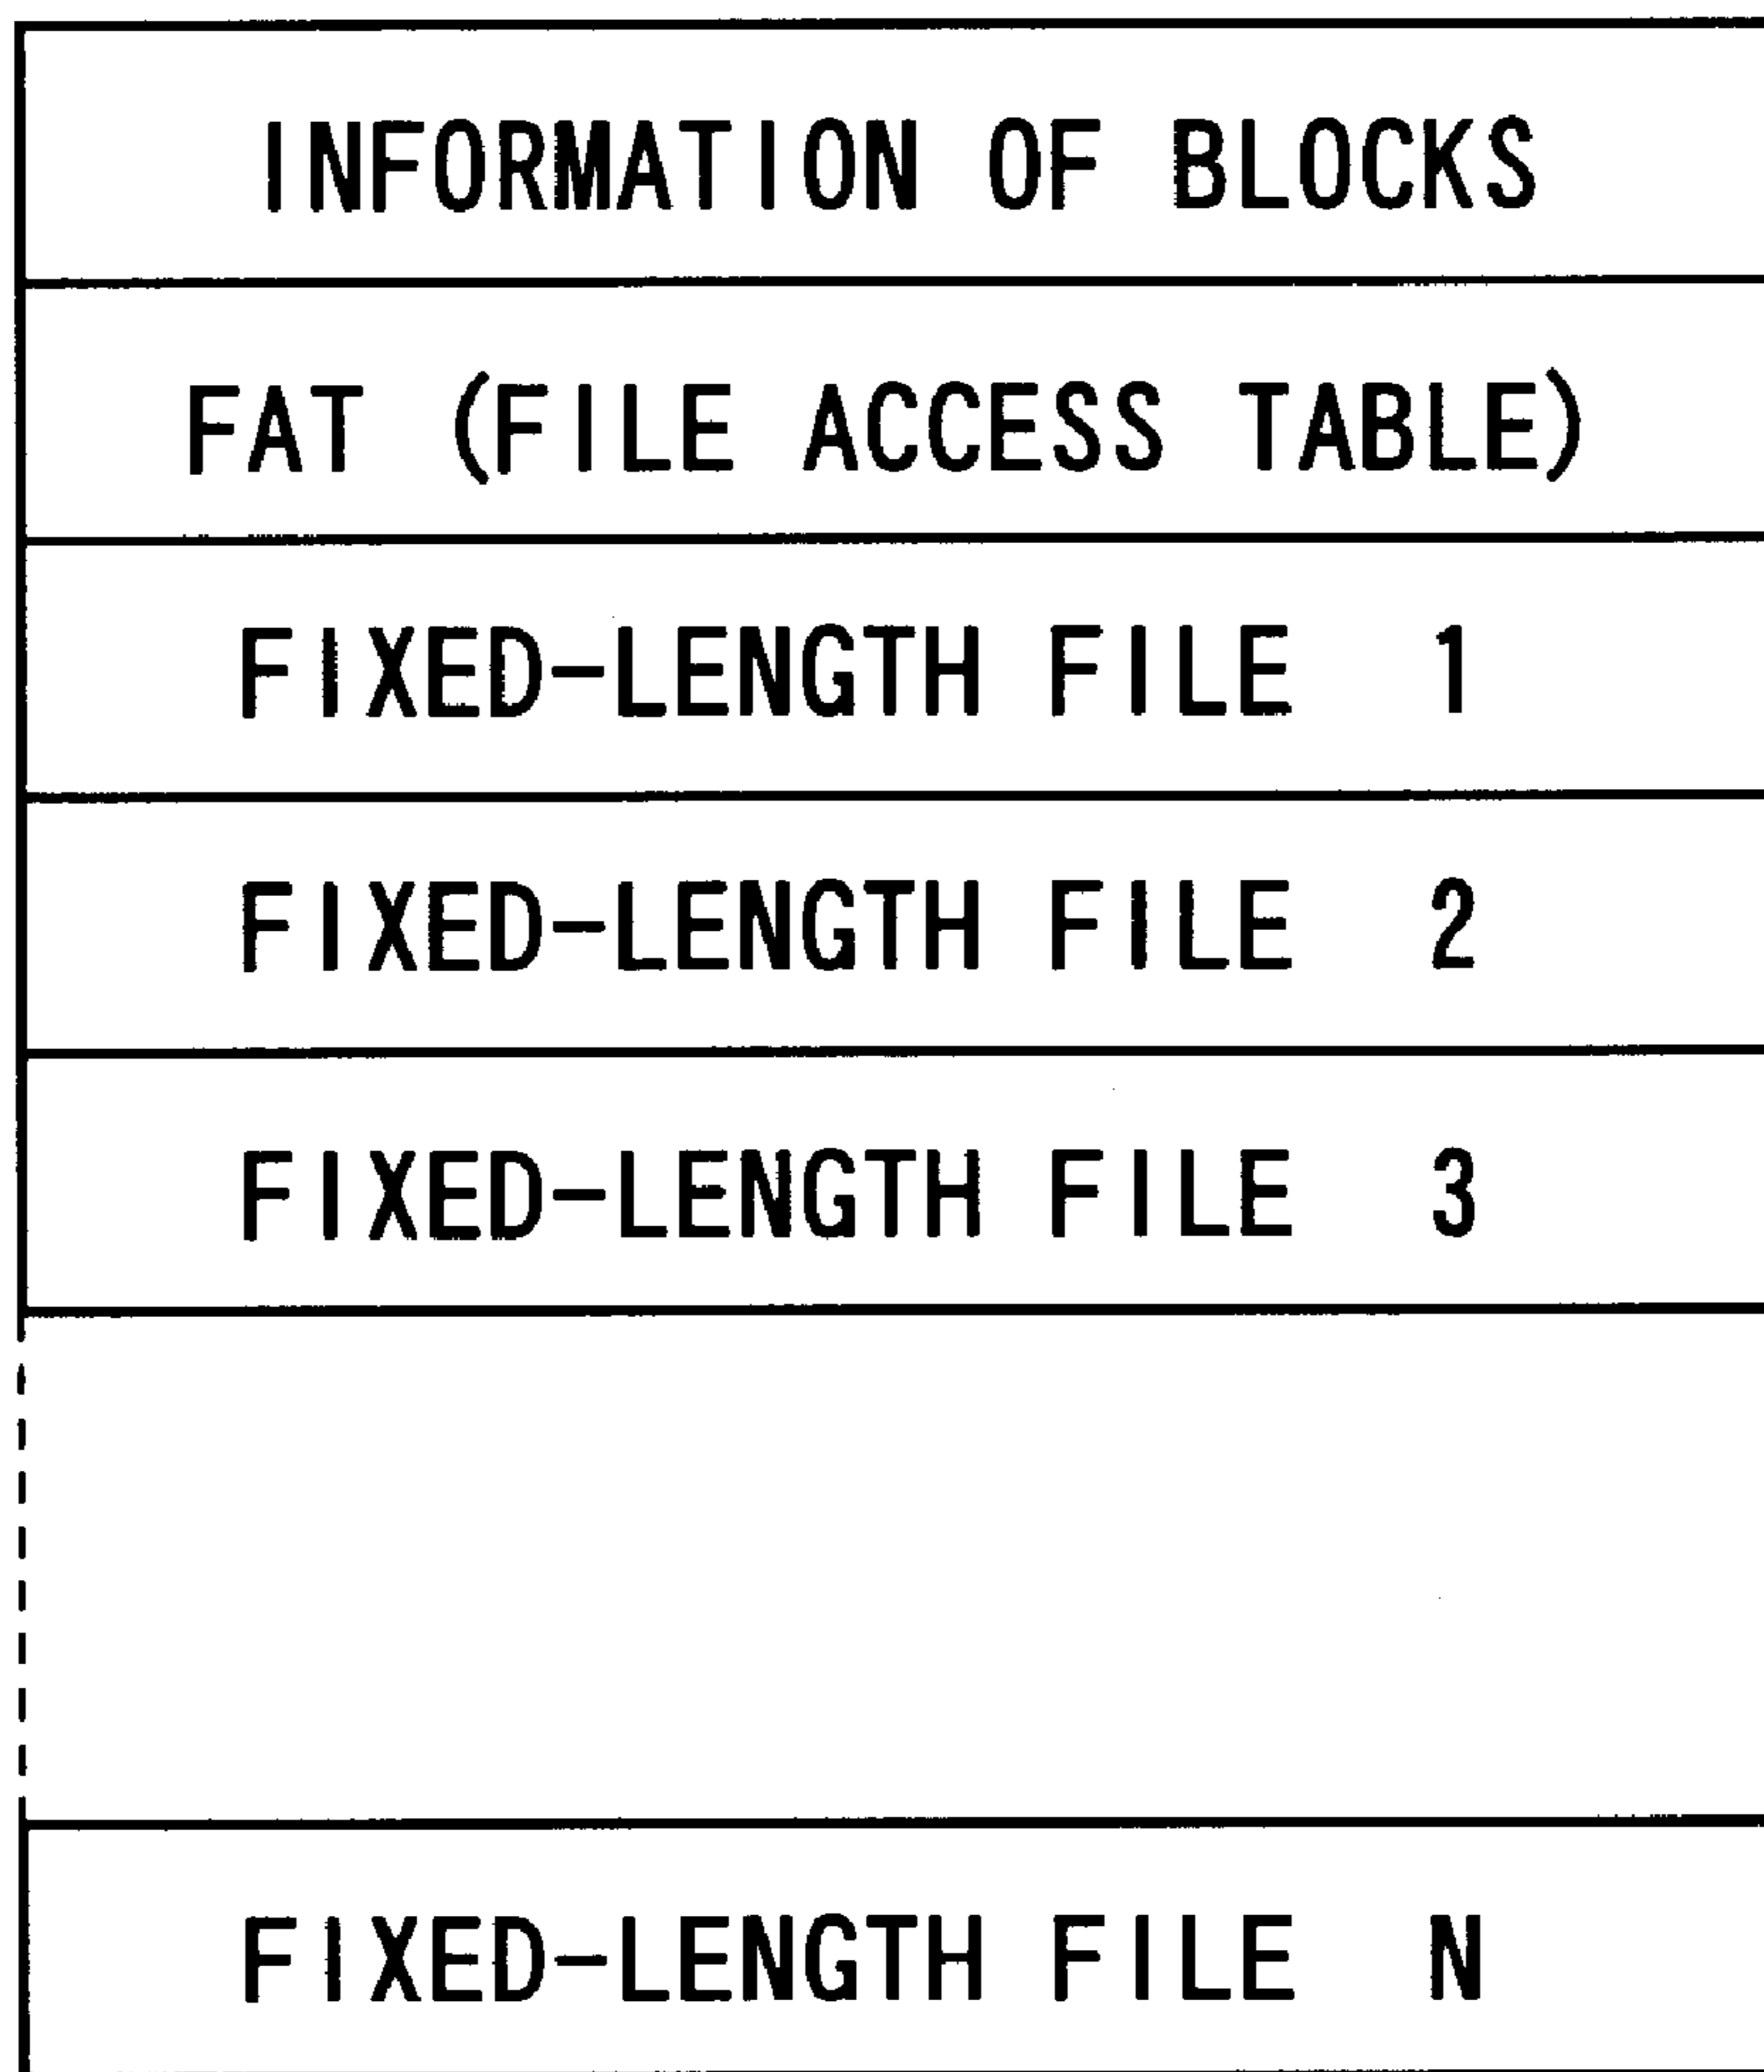 INFORMATION OF BLOCKS
FAT (FILE ACCESS TABLE)
FIXED-LENGTH FILE 1
FIXED-LENGTH FILE 2
FIXED-LENGTH FILE 3
FIXED-LENGTH FILE N